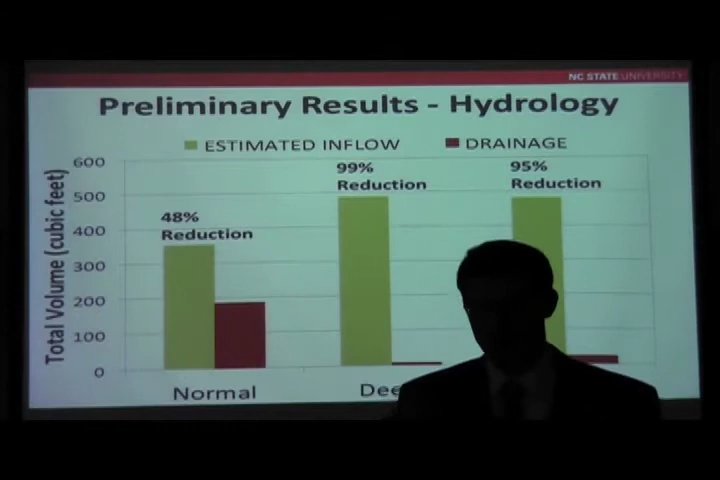 NC STATE UNIVERSITY
Preliminary Results - Hydrology
ESTIMATED INFLOW DRAINAGE
Total Volume (cubic feet)
600
500
400
300
200
100
0
48%
Reduction
99%
Reduction
95%
Reduction
Normal